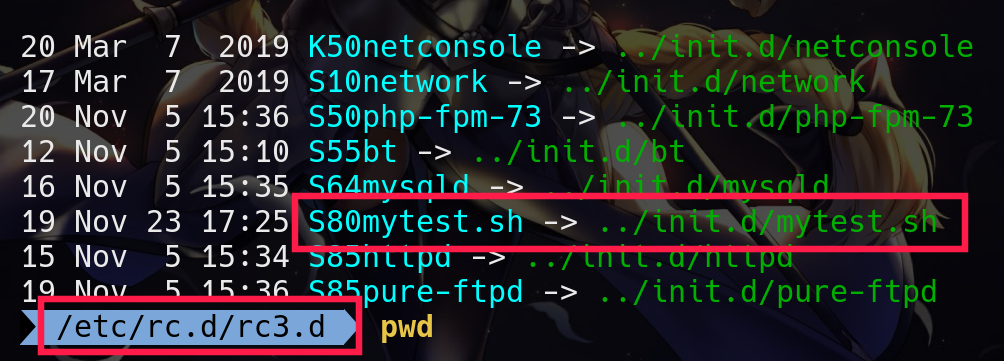 20 Mar  7  2019 K50netconsole -> ../init.d/netconsole
17 Mar  7  2019 S10network -> ../init.d/network
20 Nov  5 15:36 S50php-fpm-73 -> ../init.d/php-fpm-73
12 Nov  5 15:10 S55bt -> ../init.d/bt
16 Nov  5 15:35 S64mysqld -> ../init.d/mysqld
19 Nov 23 17:25 S80mytest.sh -> ../init.d/mytest.sh
15 Nov  5 15:34 S85httpd -> ../init.d/httpd
19 Nov  5 15:36 S85pure-ftpd -> ../init.d/pure-ftpd
/etc/rc.d/rc3.d pwd